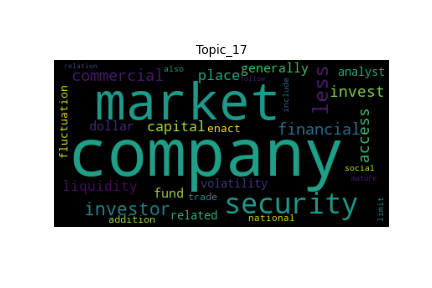 Topic_17
relation
commercial
also
place
generally
analyst
market
include
follow
less
invest
fluctuation
dollar
capital
enact
financial
access
company
liquidity
volatility
social
mature
fund
trade
investor
related
security
addition
national
limit